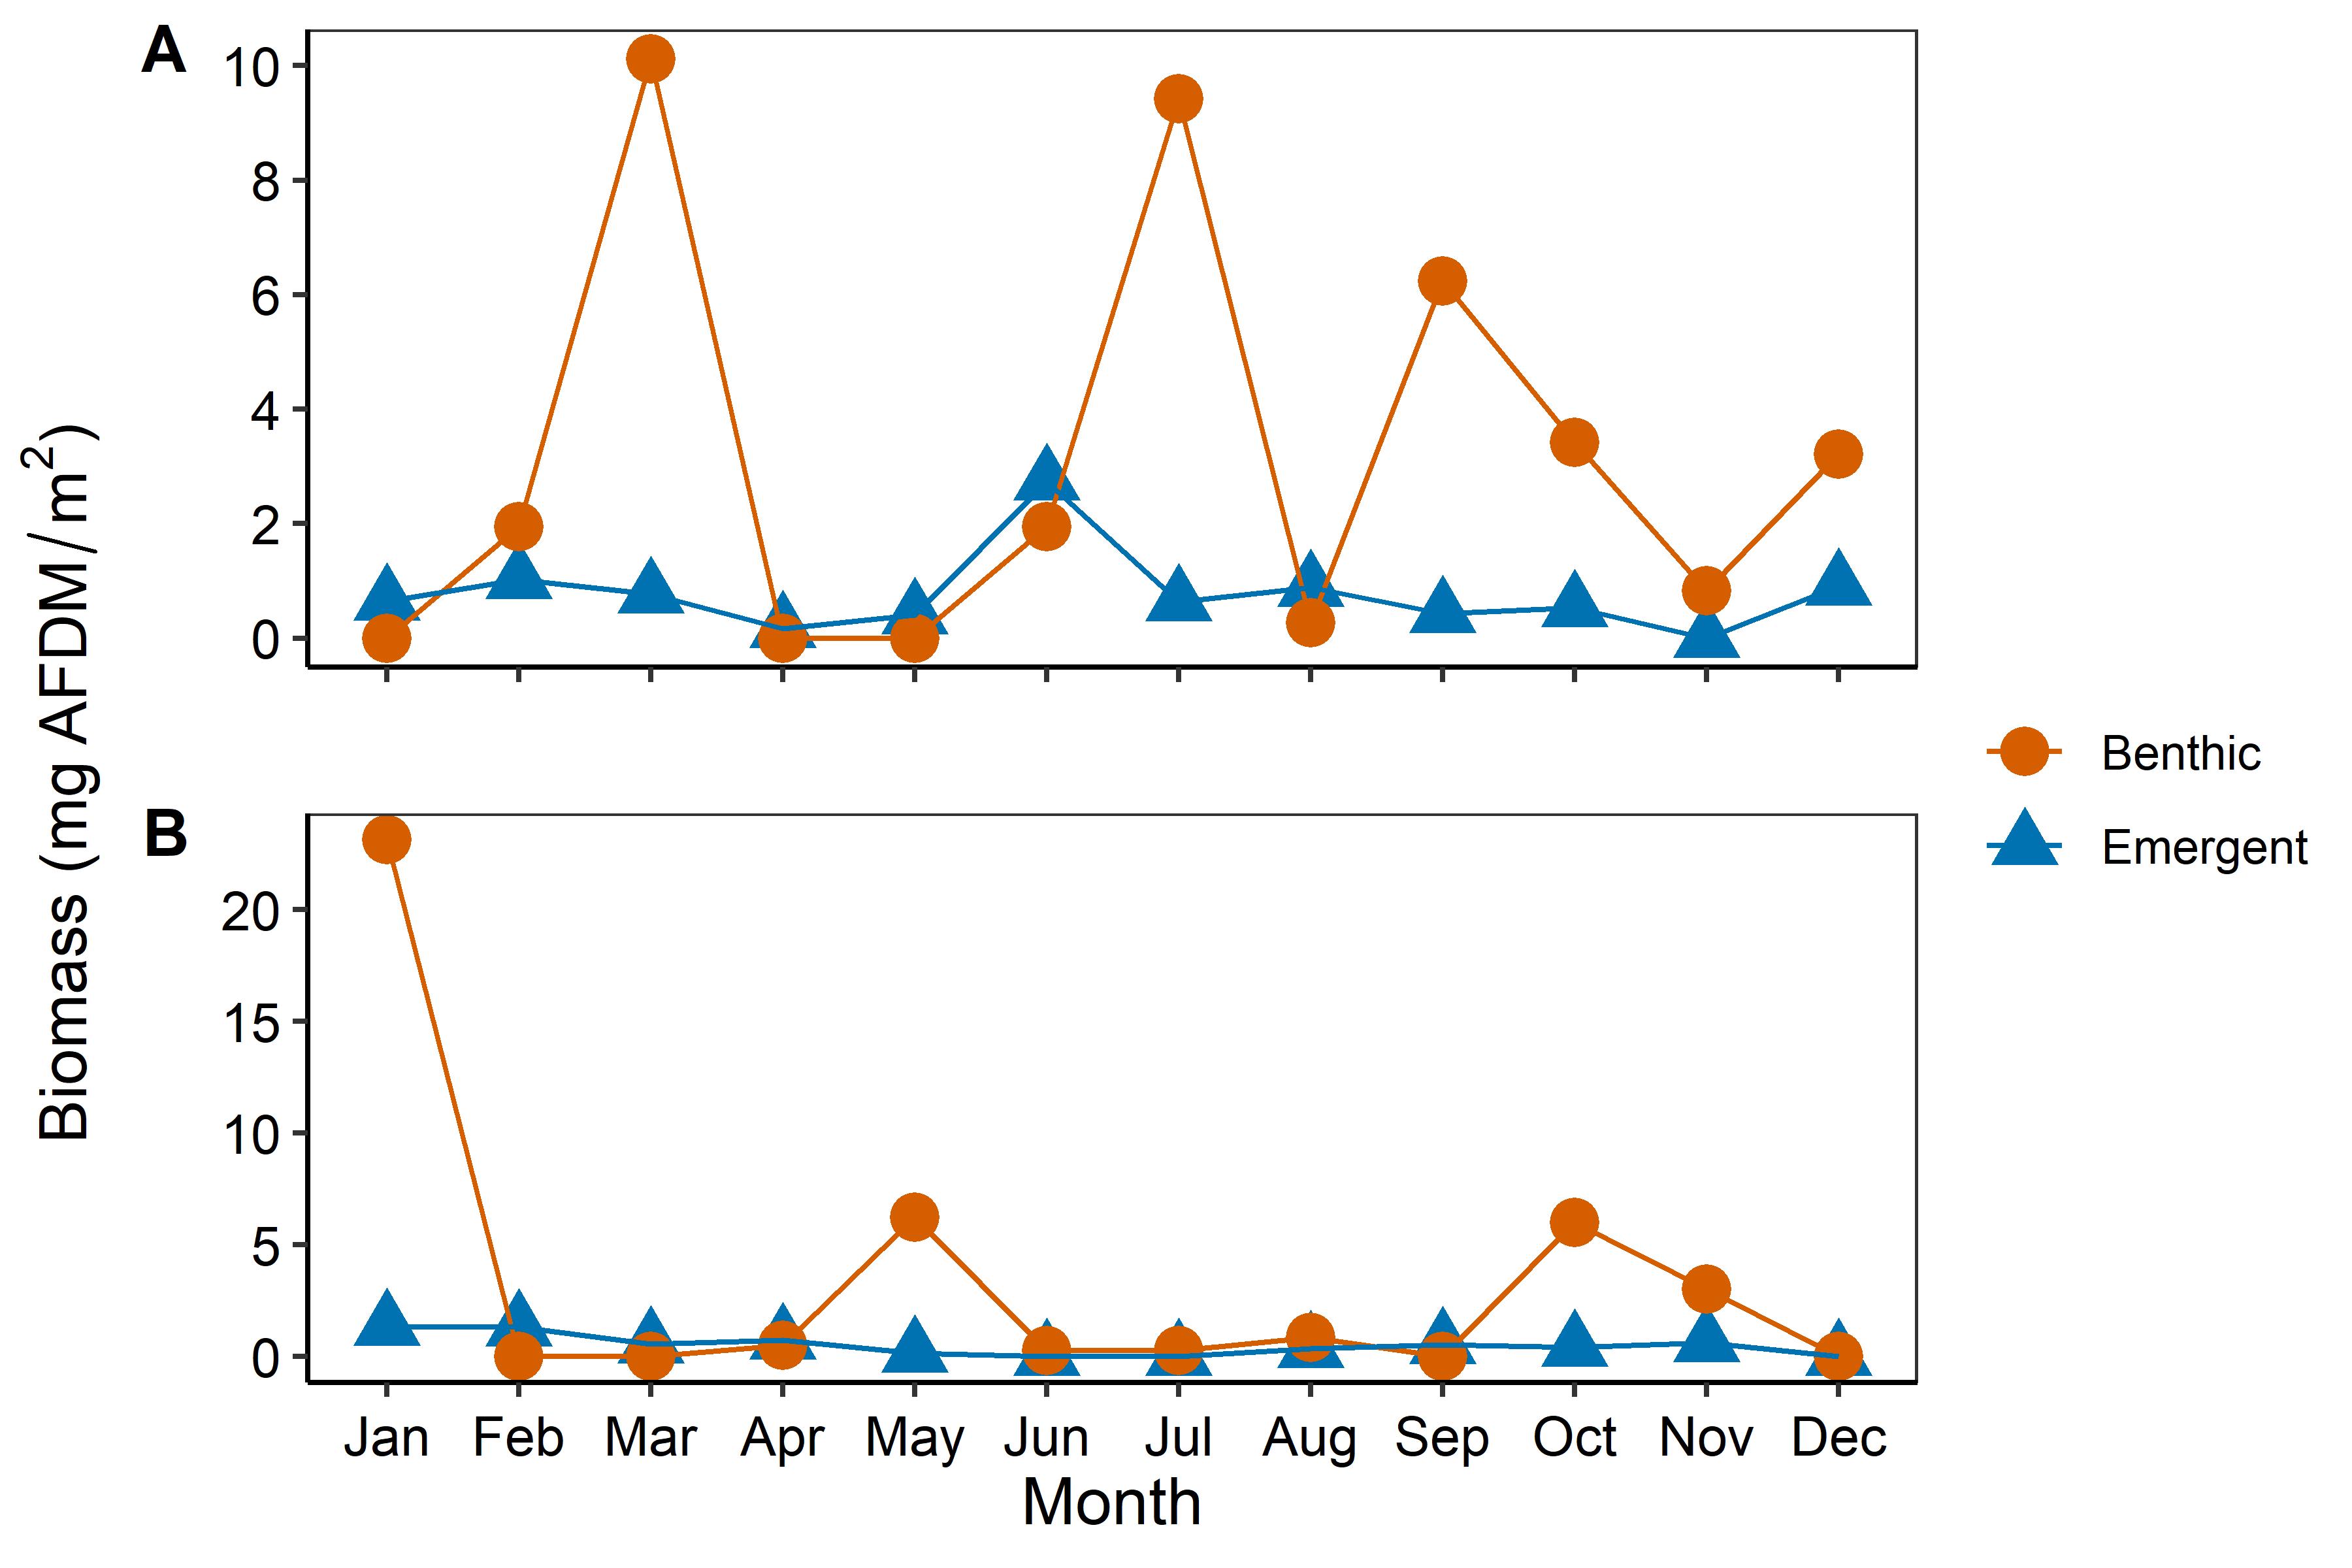 A
10
8
6
4
2
0
Biomass (mg AFDM/m²)
Benthic
Emergent
B
20
15
10
5
0
Jan Feb Mar Apr May Jun Jul Aug Sep Oct Nov Dec
Month